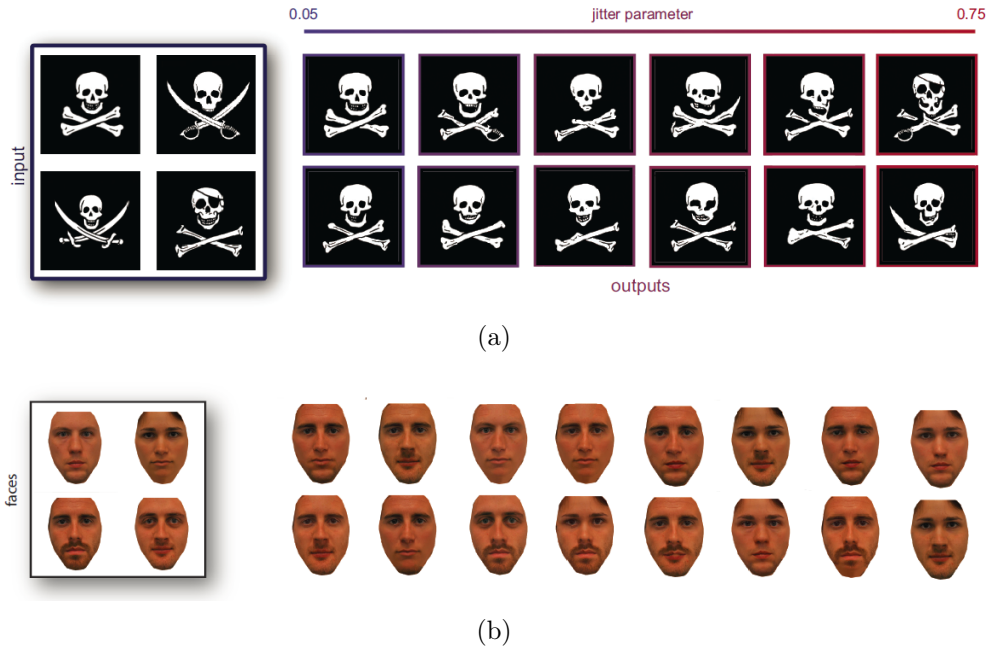 0.05 jitter parameter 0.75
input
outputs
(a)
faces
(b)